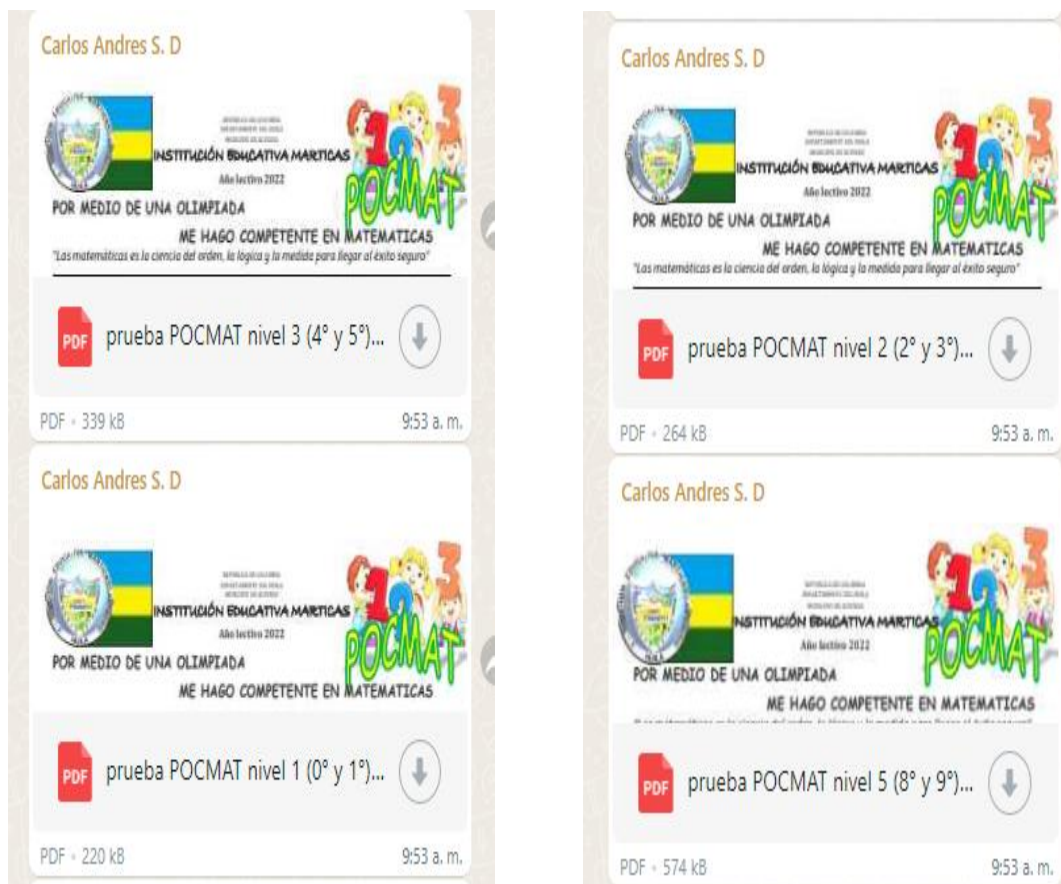 Carlos Andres S. D
INSTITUCIÓN EDUCATIVA MARTICAS
Año lectivo 2022
123
POCMAT
POR MEDIO DE UNA OLIMPIADA
ME HAGO COMPETENTE EN MATEMATICAS
"Las matemáticas es la ciencia del orden, la lógica y la medida para llegar al éxito seguro"
PDF prueba POCMAT nivel 3 (4° y 5°)...
PDF • 339 kB 9:53 a. m.
Carlos Andres S. D
INSTITUCIÓN EDUCATIVA MARTICAS
Año lectivo 2022
123
POCMAT
POR MEDIO DE UNA OLIMPIADA
ME HAGO COMPETENTE EN MATEMATICAS
PDF prueba POCMAT nivel 1 (0° y 1°)...
PDF • 220 kB 9:53 a. m.
Carlos Andres S. D
INSTITUCIÓN EDUCATIVA MARTICAS
Año lectivo 2022
123
POCMAT
POR MEDIO DE UNA OLIMPIADA
ME HAGO COMPETENTE EN MATEMATICAS
"Las matemáticas es la ciencia del orden, la lógica y la medida para llegar al éxito seguro"
PDF prueba POCMAT nivel 2 (2° y 3°)...
PDF • 264 kB 9:53 a. m.
Carlos Andres S. D
INSTITUCIÓN EDUCATIVA MARTICAS
Año lectivo 2022
123
POCMAT
POR MEDIO DE UNA OLIMPIADA
ME HAGO COMPETENTE EN MATEMATICAS
PDF prueba POCMAT nivel 5 (8° y 9°)...
PDF • 574 kB 9:53 a. m.